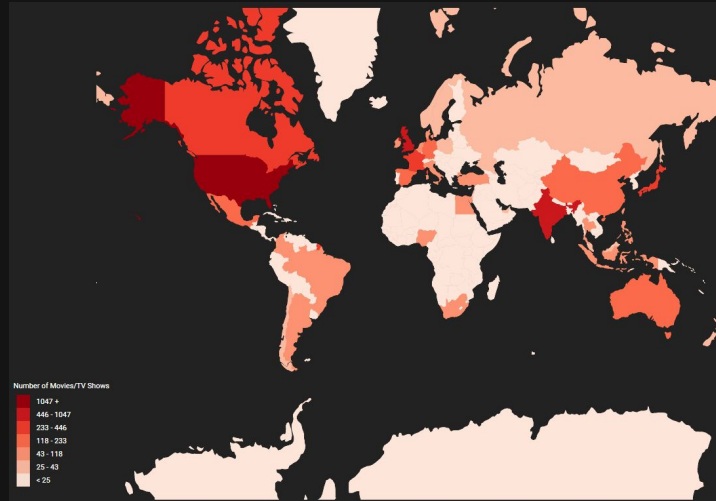 Number of Movies/TV Shows
1047 +
446 - 1047
233 - 446
118 - 233
43 - 118
25 - 43
< 25